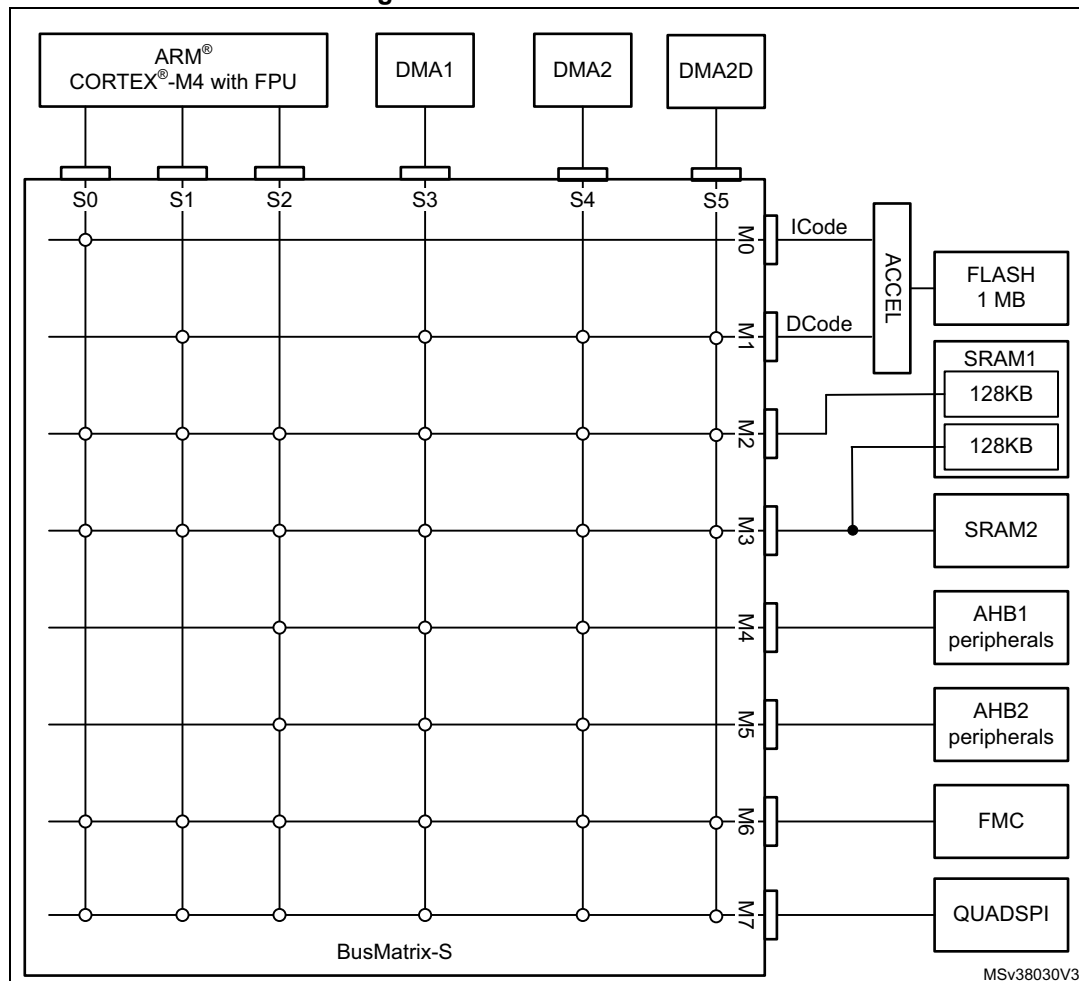 ARM®
CORTEX®-M4 with FPU
DMA1
DMA2
DMA2D
S0
S1
S2
S3
S4
S5
M0
ICode
ACCEL
FLASH
1 MB
M1
DCode
SRAM1
128KB
M2
128KB
M3
SRAM2
M4
AHB1
peripherals
M5
AHB2
peripherals
M6
FMC
M7
QUADSPI
BusMatrix-S
MSv38030V3